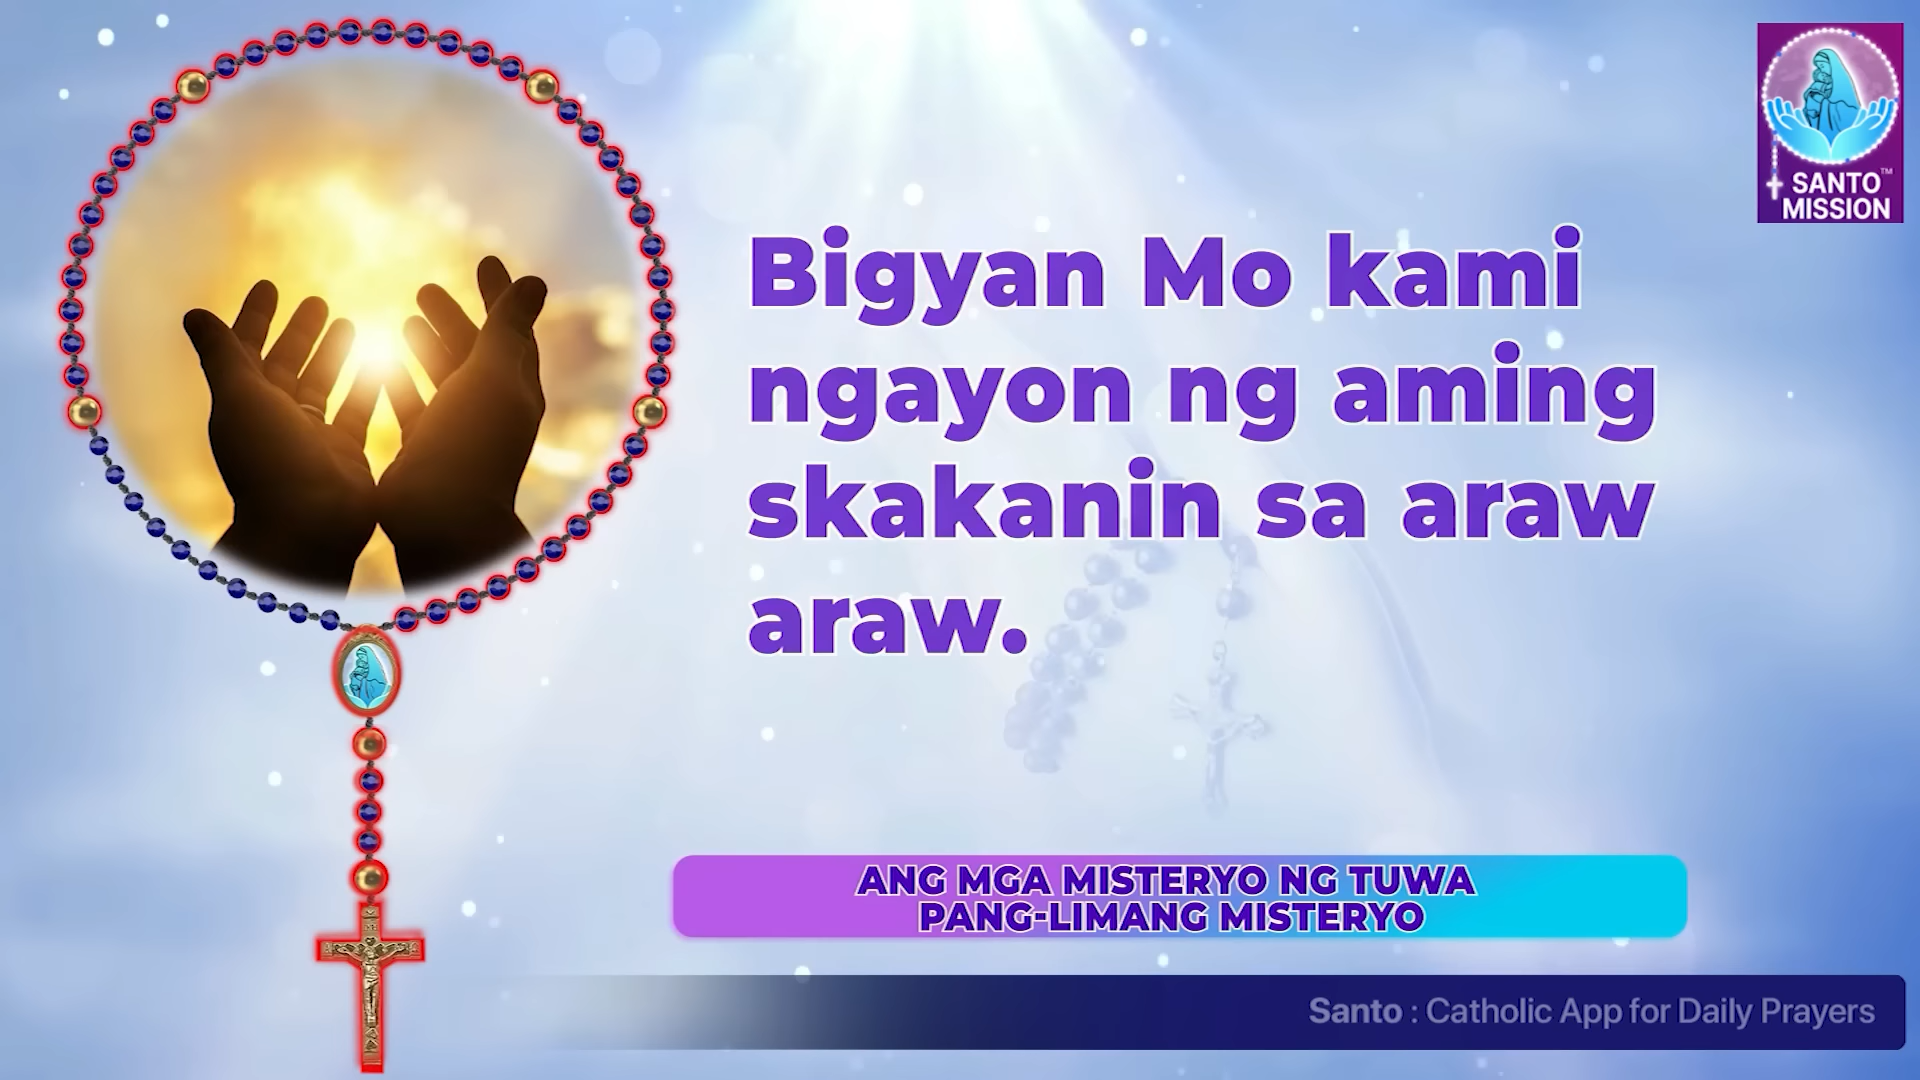 SANTO™
MISSION
Bigyan Mo kami
ngayon ng aming
skakanin sa araw
araw.
ANG MGA MISTERYO NG TUWA
PANG-LIMANG MISTERYO
Santo : Catholic App for Daily Prayers